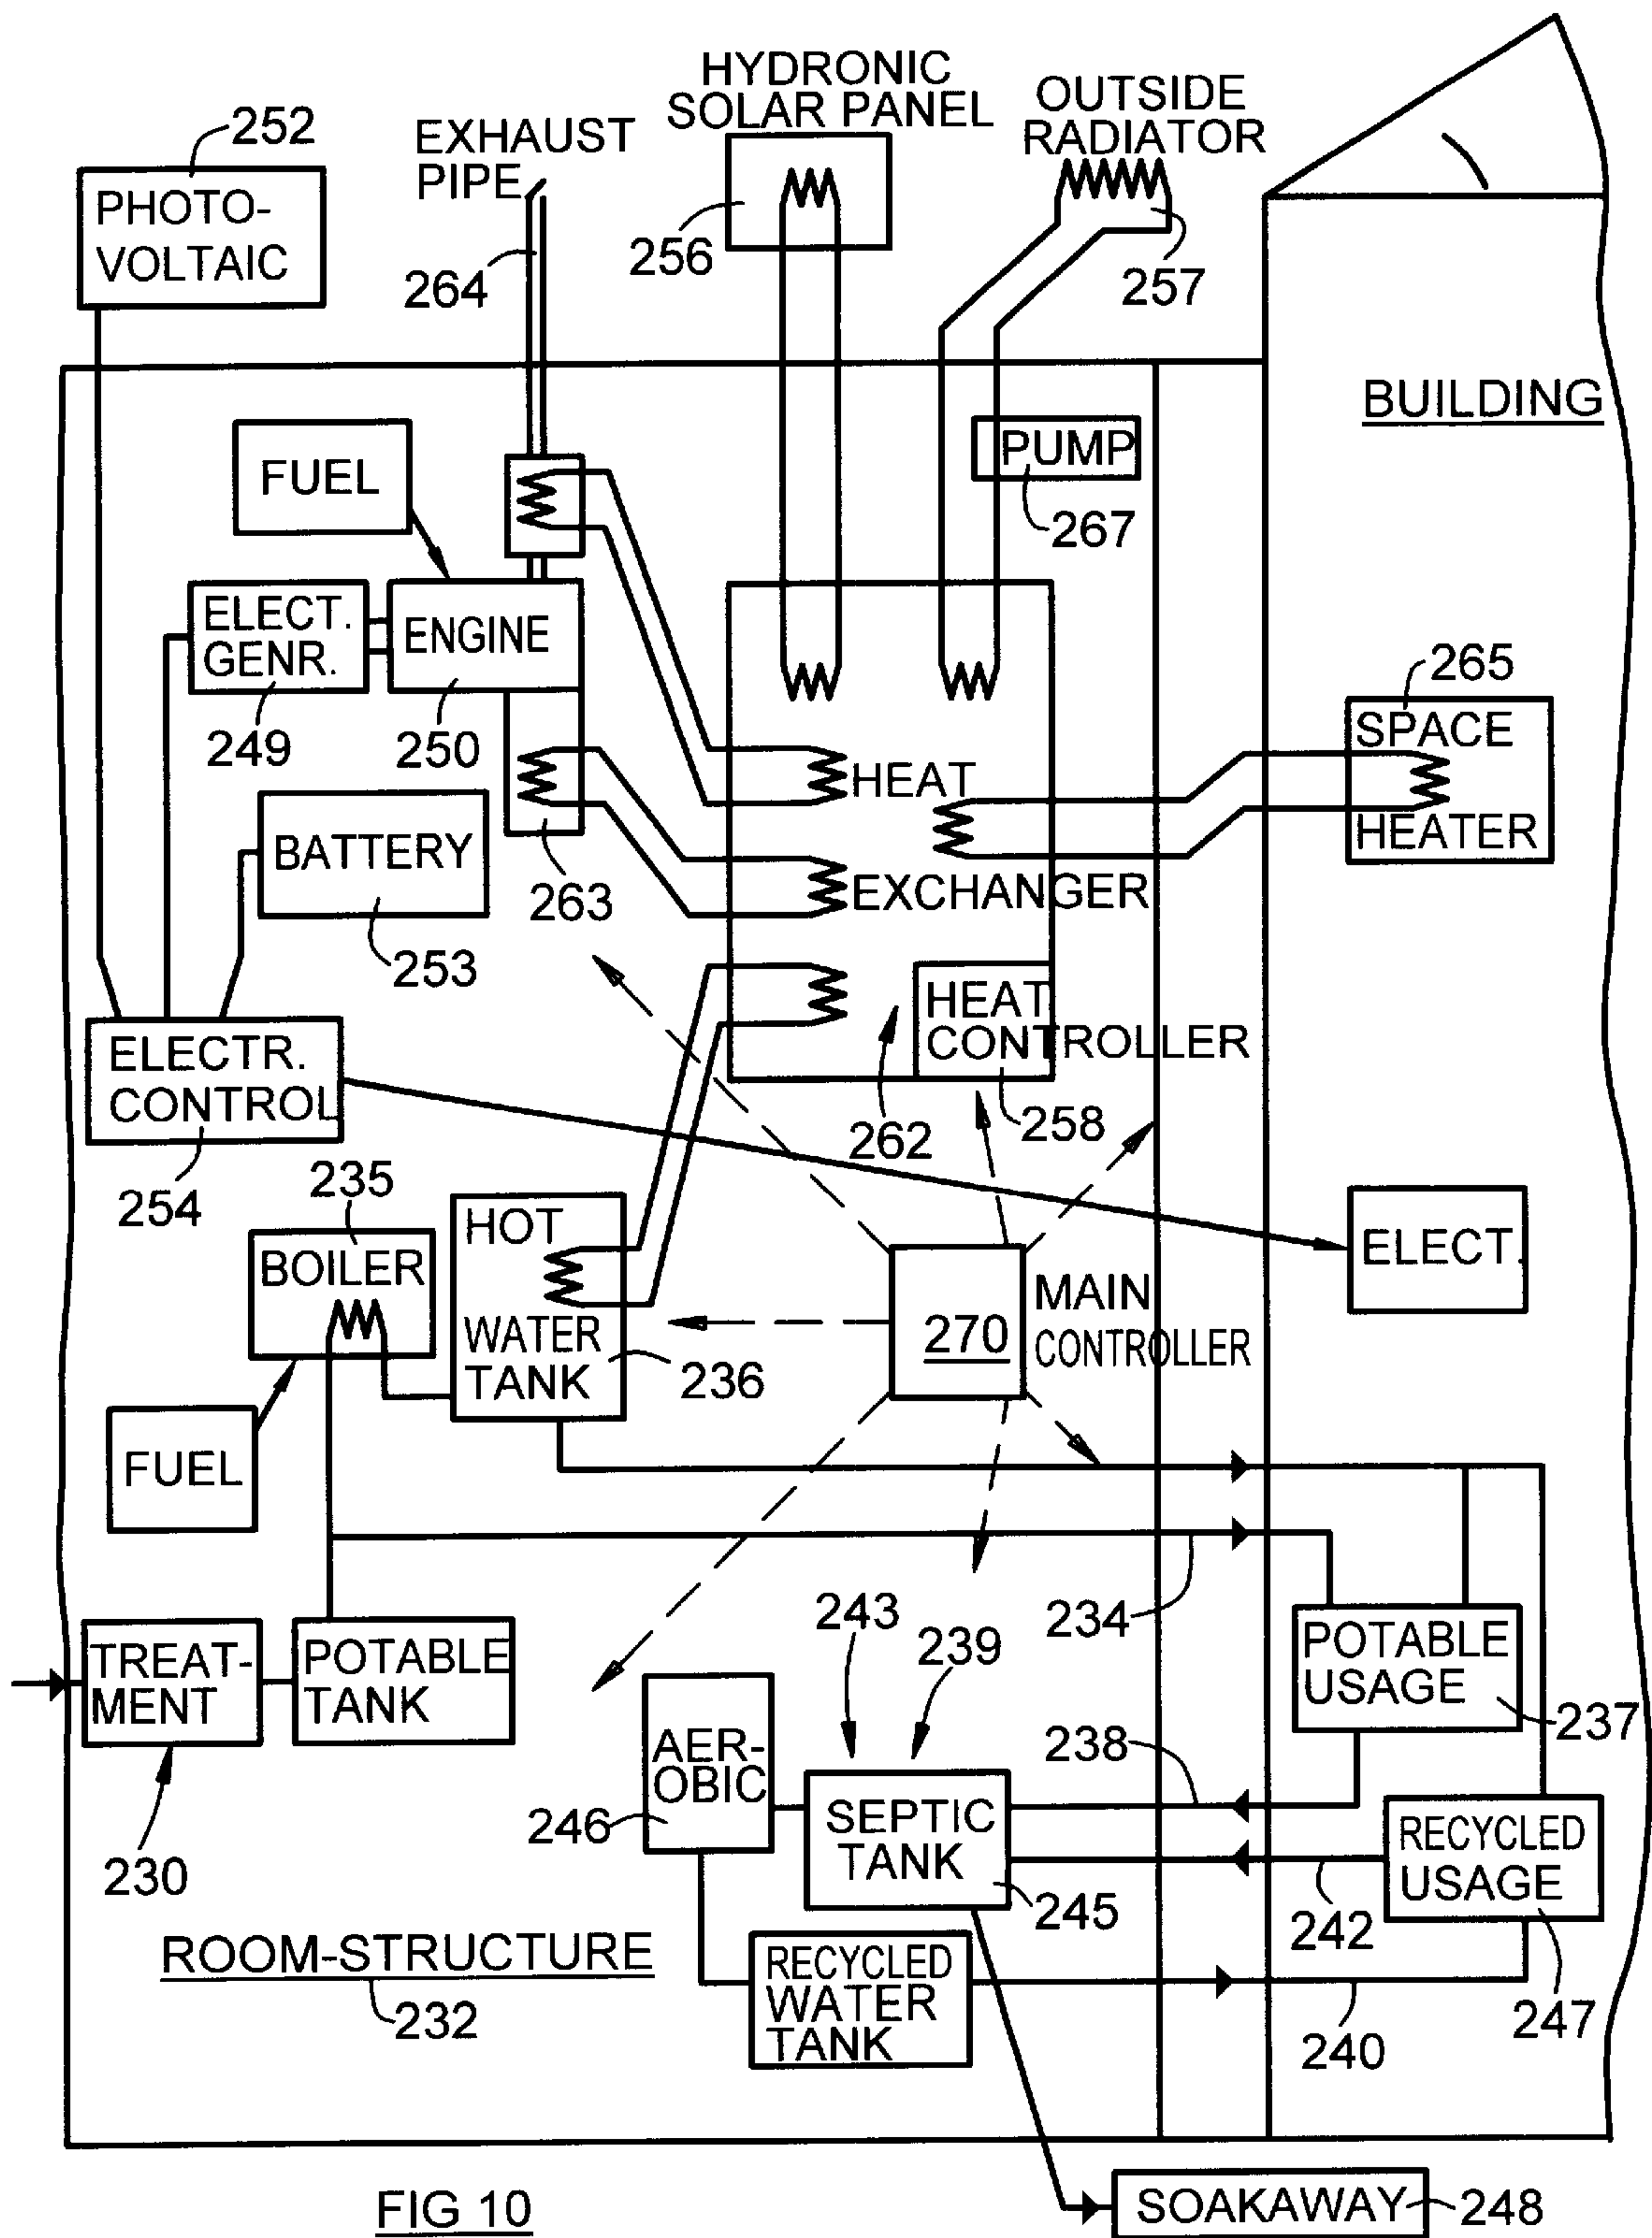 HYDRONIC
SOLAR PANEL
OUTSIDE
RADIATOR
252
EXHAUST
PIPE
PHOTO-
VOLTAIC
256
264
257
BUILDING
FUEL
PUMP
267
ELECT.
GENR.
ENGINE
265
SPACE
HEATER
249
250
HEAT
EXCHANGER
BATTERY
263
253
HEAT
CONTROLLER
ELECTR.
CONTROL
262
258
254
235
HOT
WATER
TANK
BOILER
ELECT.
MAIN
CONTROLLER
270
236
FUEL
243
239
234
TREAT-
MENT
POTABLE
TANK
POTABLE
USAGE
237
AER-
OBIC
238
246
SEPTIC
TANK
RECYCLED
USAGE
230
245
242
ROOM-STRUCTURE
232
RECYCLED
WATER
TANK
247
240
FIG 10
SOAKAWAY
248